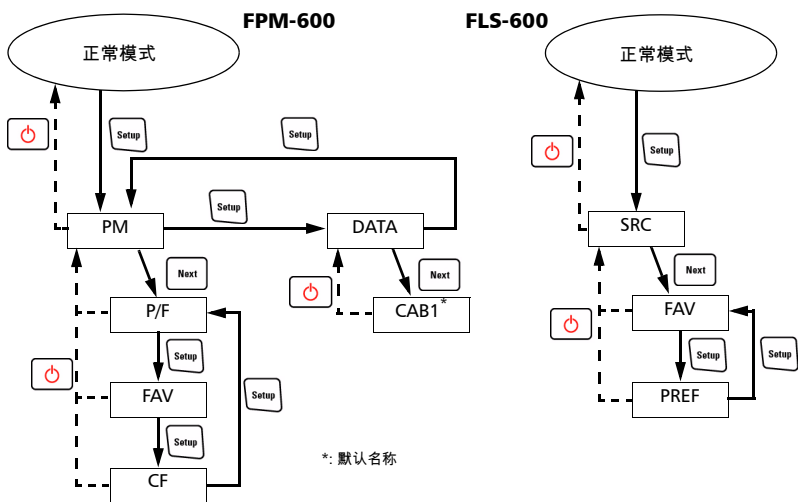 FPM-600
FLS-600
正常模式
正常模式
Setup
Setup
Setup
Setup
PM
DATA
SRC
Next
Next
Next
P/F
CAB1*
FAV
Setup
Setup
Setup
FAV
Setup
PREF
Setup
CF
*: 默认名称